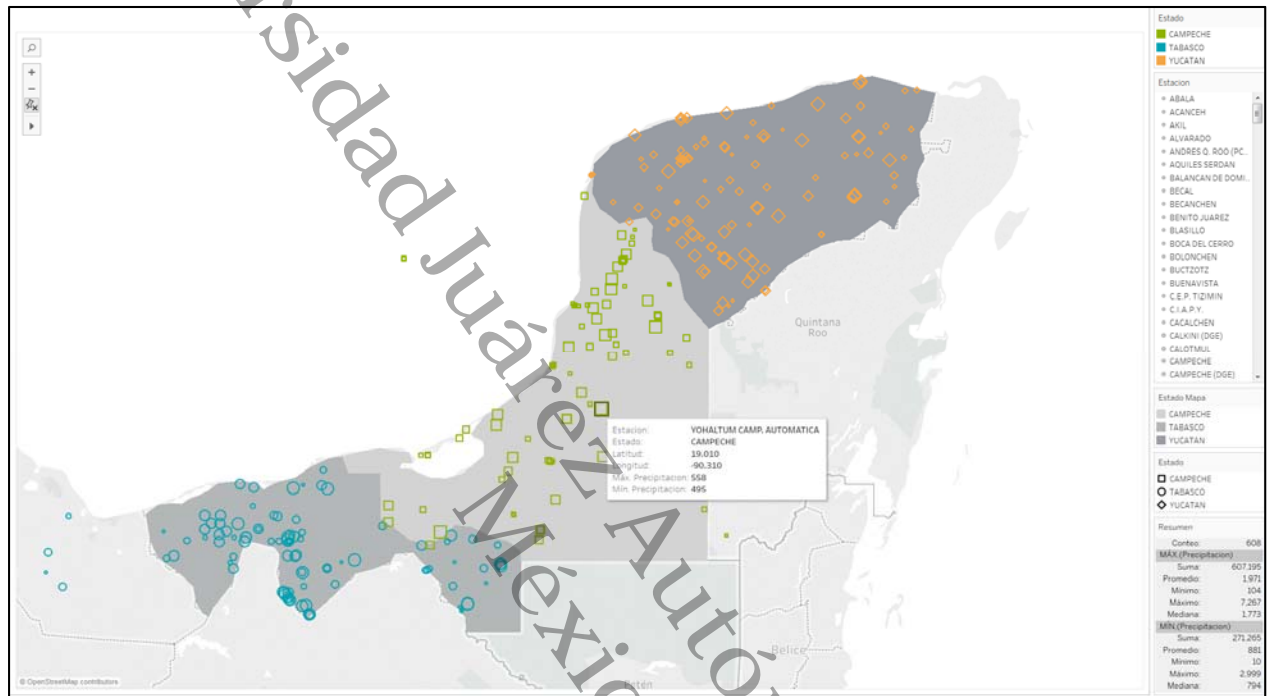 Estado
CAMPECHE
TABASCO
YUCATAN
Estacion
ABALA
ACANCEH
AKIL
ALVARADO
ANDRES Q. ROO (PC..
AQUILES SERDAN
BALANCAN DE DOMI..
BECAL
BECANCHEN
BENITO JUAREZ
BLASILLO
BOCA DEL CERRO
BOLONCHEN
BUCTZOTZ
BUENAVISTA
C.E.P. TIZIMIN
C.I.A.P.Y.
CACALCHEN
CALKINI (DGE)
CALOTMUL
CAMPECHE
CAMPECHE (DGE)
Estado Mapa
CAMPECHE
TABASCO
YUCATAN
Estado
CAMPECHE
TABASCO
YUCATAN
Resumen
Conteo: 608
MÁX.(Precipitacion)
Suma: 607,195
Promedio: 1,971
Mínimo: 104
Máximo: 7,267
Mediana: 1,773
MÍN.(Precipitacion)
Suma: 271,265
Promedio: 881
Mínimo: 10
Máximo: 2,999
Mediana: 794
Quintana
Roo
Estacion: YOHALTUM CAMP. AUTOMATICA
Estado: CAMPECHE
Latitud: 19.010
Longitud: -90.310
Máx. Precipitacion: 558
Mín. Precipitacion: 495
Belice
Petén
© OpenStreetMap contributors
rsidad Juárez Autó
Méxi